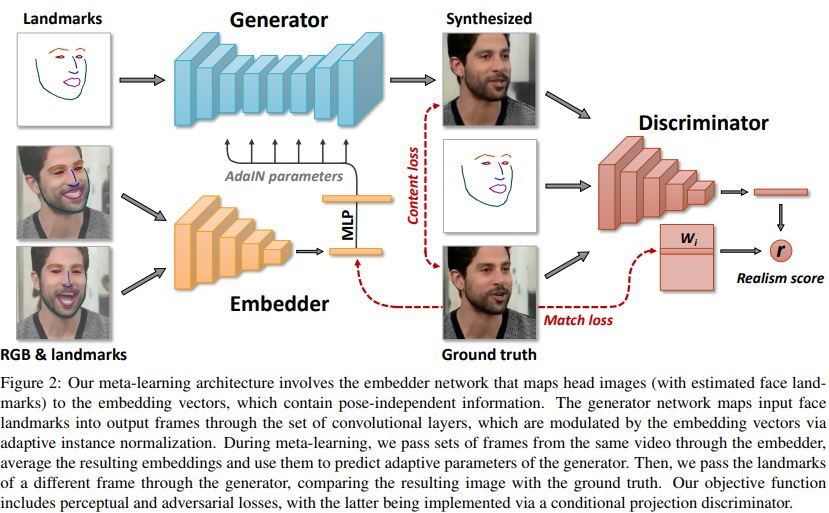 Landmarks
Generator
Synthesized
Discriminator
AdaIN parameters
MLP
Content loss
W i
r
Realism score
Embedder
Match loss
RGB & landmarks
Ground truth
Figure 2: Our meta-learning architecture involves the embedder network that maps head images (with estimated face land-
marks) to the embedding vectors, which contain pose-independent information. The generator network maps input face
landmarks into output frames through the set of convolutional layers, which are modulated by the embedding vectors via
adaptive instance normalization. During meta-learning, we pass sets of frames from the same video through the embedder,
average the resulting embeddings and use them to predict adaptive parameters of the generator. Then, we pass the landmarks
of a different frame through the generator, comparing the resulting image with the ground truth. Our objective function
includes perceptual and adversarial losses, with the latter being implemented via a conditional projection discriminator.